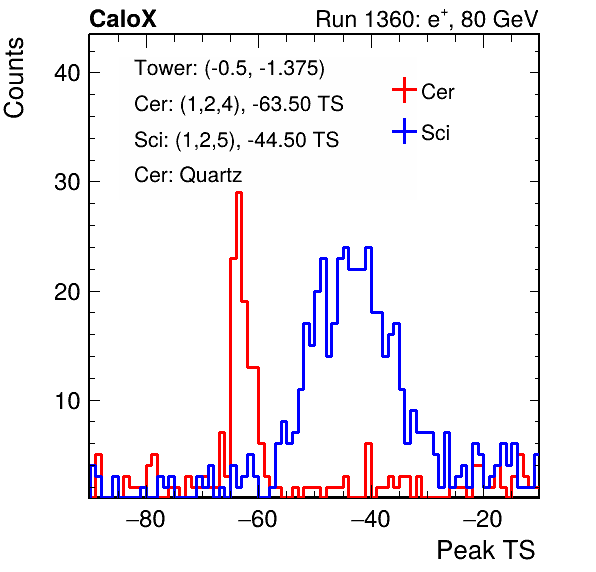 CaloX Run 1360: e⁺, 80 GeV
Counts
Tower: (-0.5, -1.375)
Cer: (1,2,4), -63.50 TS
Sci: (1,2,5), -44.50 TS
Cer: Quartz
Cer
Sci
40
30
20
10
−80 −60 −40 −20
Peak TS